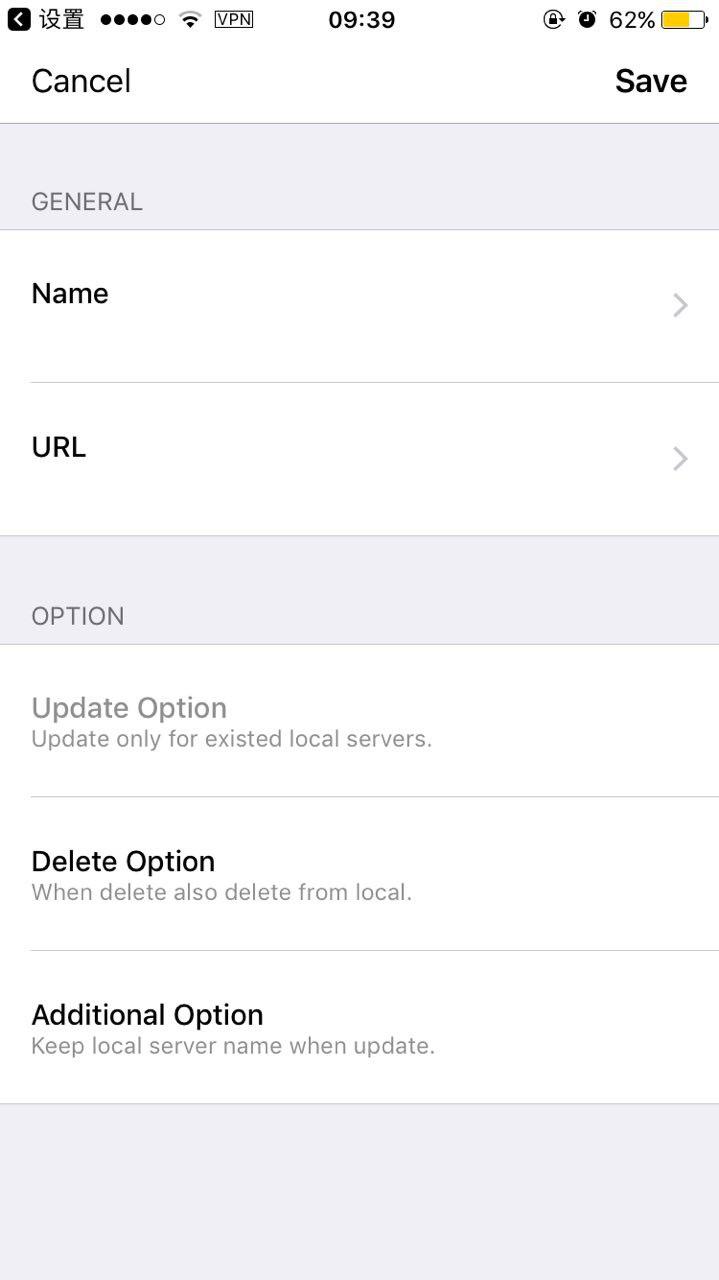 设置 VPN 09:39 62%
Cancel Save
GENERAL
Name
URL
OPTION
Update Option
Update only for existed local servers.
Delete Option
When delete also delete from local.
Additional Option
Keep local server name when update.